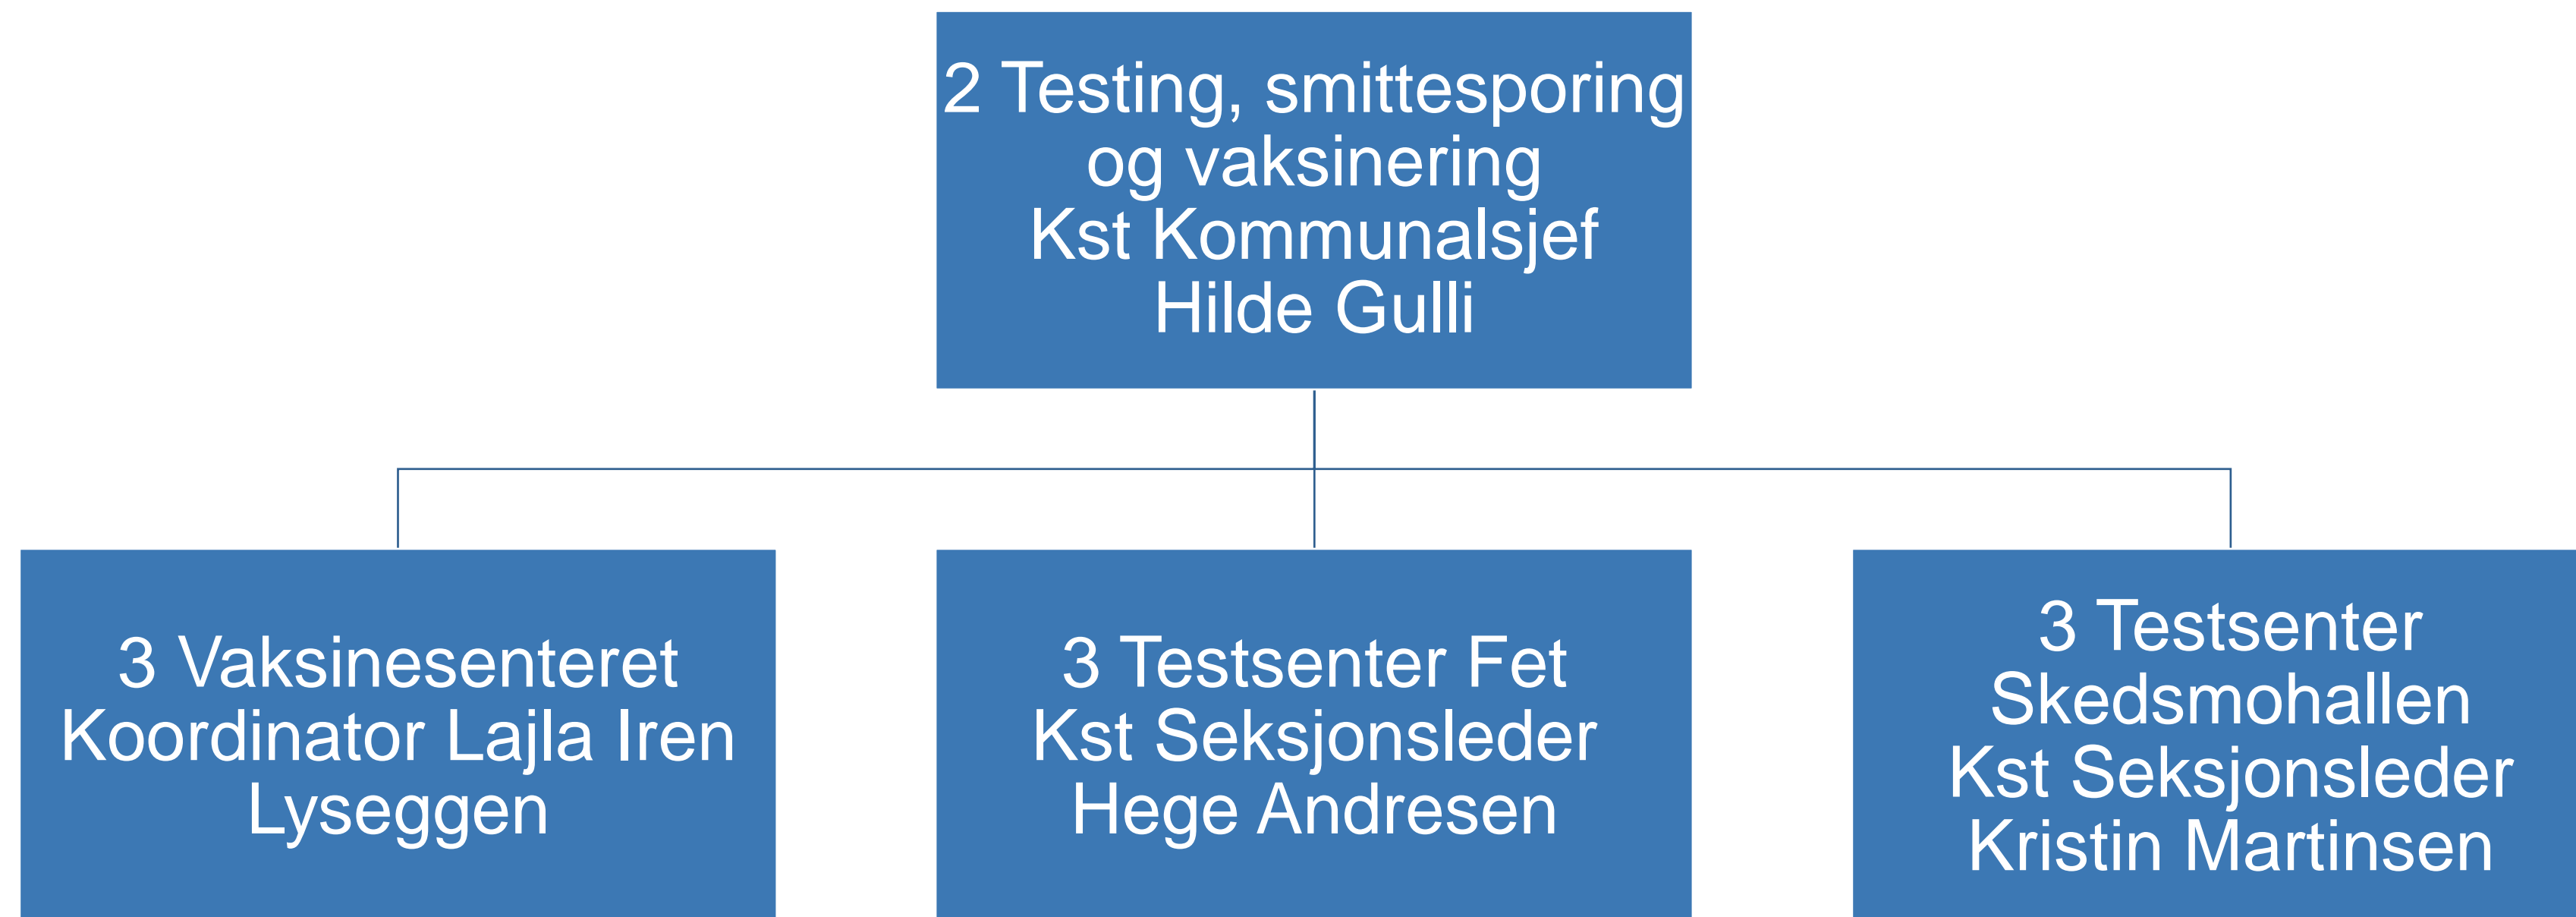 2 Testing, smittesporing
og vaksinering
Kst Kommunalsjef
Hilde Gulli
3 Vaksinesenteret
Koordinator Lajla Iren
Lyseggen
3 Testsenter Fet
Kst Seksjonsleder
Hege Andresen
3 Testsenter
Skedsmohallen
Kst Seksjonsleder
Kristin Martinsen